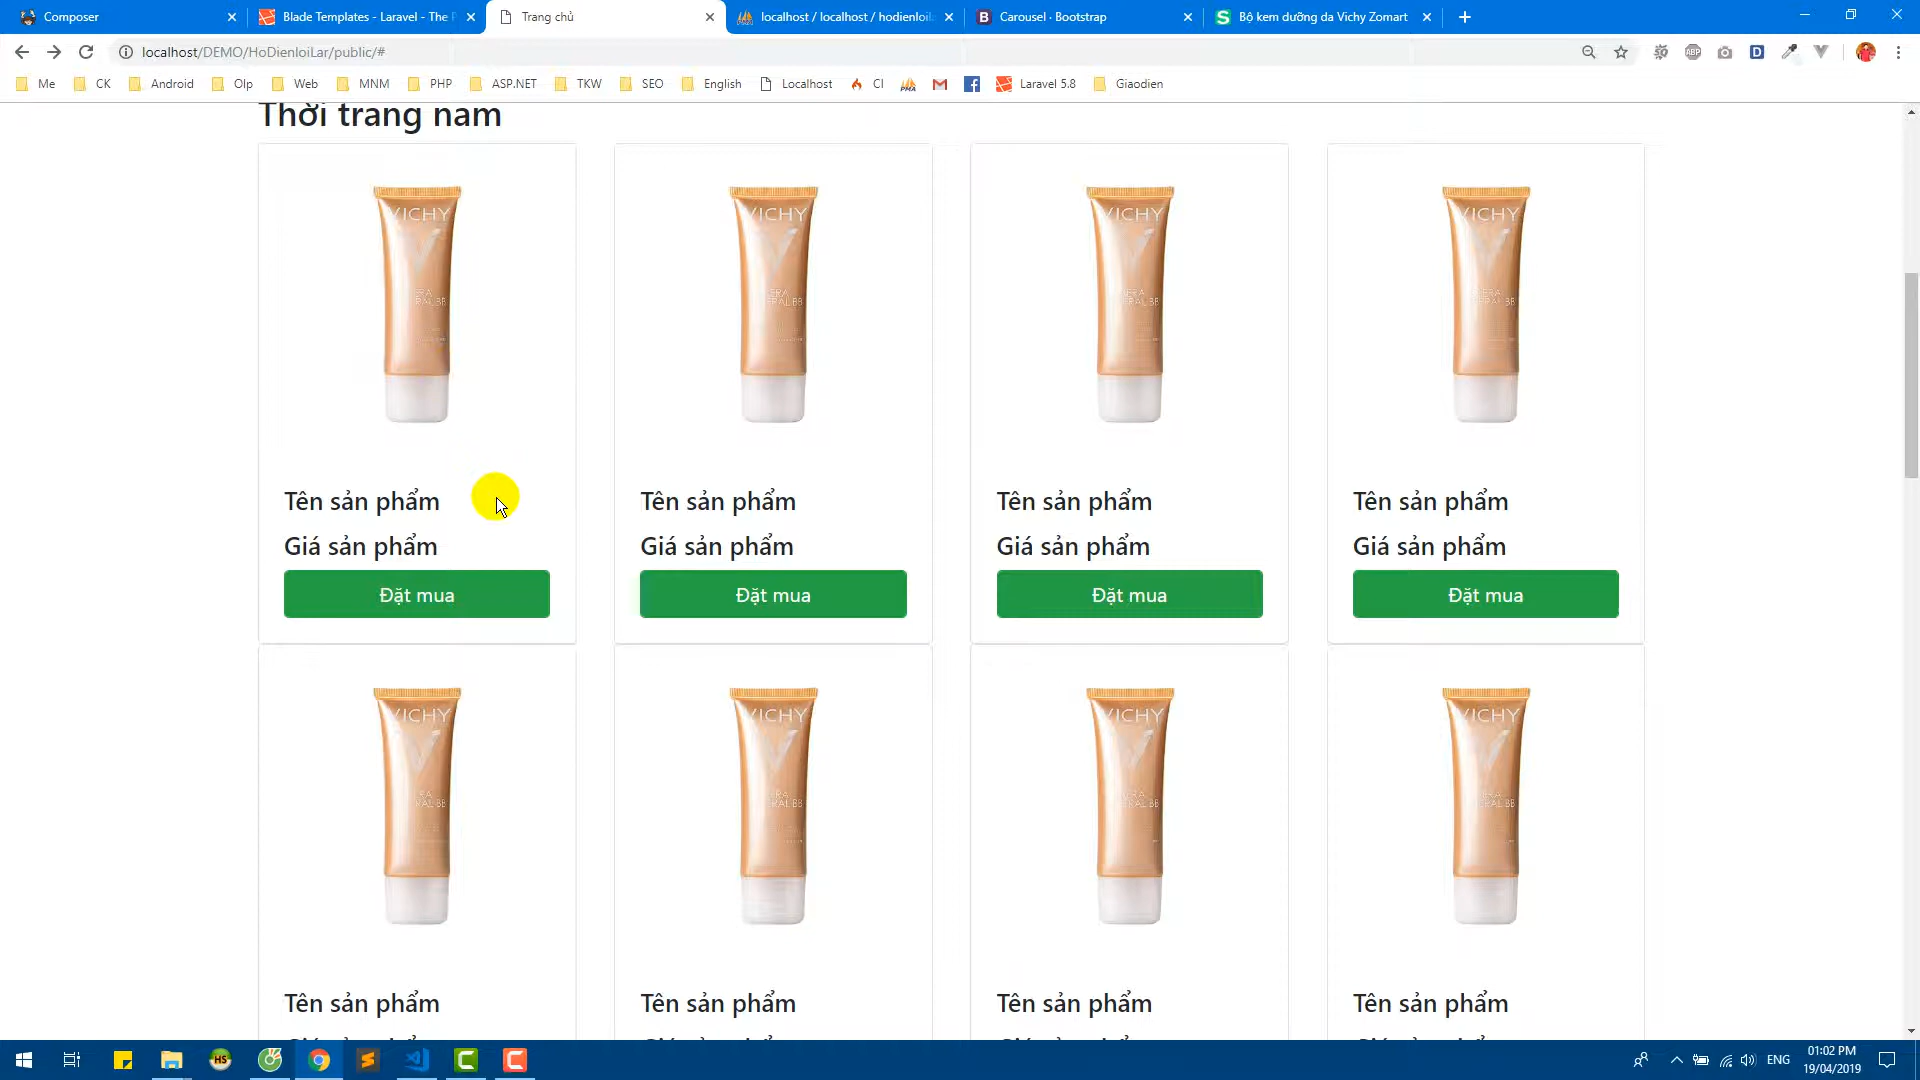 Composer
Blade Templates - Laravel - The P
Trang chủ
localhost / localhost / hodienloila
Carousel · Bootstrap
Bộ kem dưỡng da Vichy Zomart
localhost/DEMO/HoDienloiLar/public/#
Me
CK
Android
Olp
Web
MNM
PHP
ASP.NET
TKW
SEO
English
Localhost
CI
Laravel 5.8
Giaodien
Thời trang nam
VICHY
VICHY
VICHY
VICHY
Tên sản phẩm
Tên sản phẩm
Tên sản phẩm
Tên sản phẩm
Giá sản phẩm
Giá sản phẩm
Giá sản phẩm
Giá sản phẩm
Đặt mua
Đặt mua
Đặt mua
Đặt mua
VICHY
VICHY
VICHY
VICHY
Tên sản phẩm
Tên sản phẩm
Tên sản phẩm
Tên sản phẩm
ENG
01:02 PM
19/04/2019